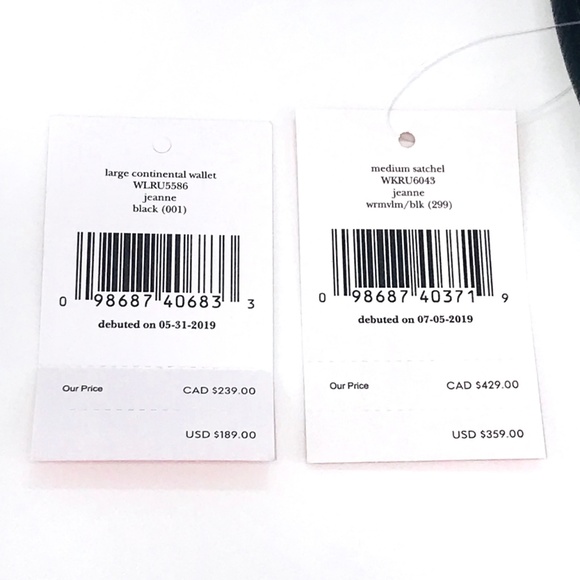 large continental wallet
WLRU5586
jeanne
black (001)
0 98687 40683 3
debuted on 05-31-2019
Our Price CAD $239.00
USD $189.00
medium satchel
WKRU6043
jeanne
wrmvlm/blk (299)
0 98687 40371 9
debuted on 07-05-2019
Our Price CAD $429.00
USD $359.00